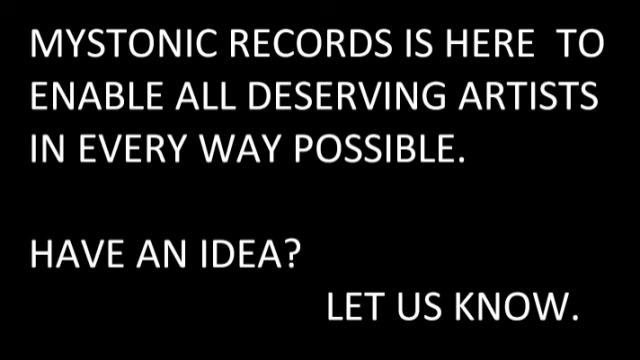 MYSTONIC RECORDS IS HERE  TO
ENABLE ALL DESERVING ARTISTS
IN EVERY WAY POSSIBLE.
HAVE AN IDEA?
LET US KNOW.